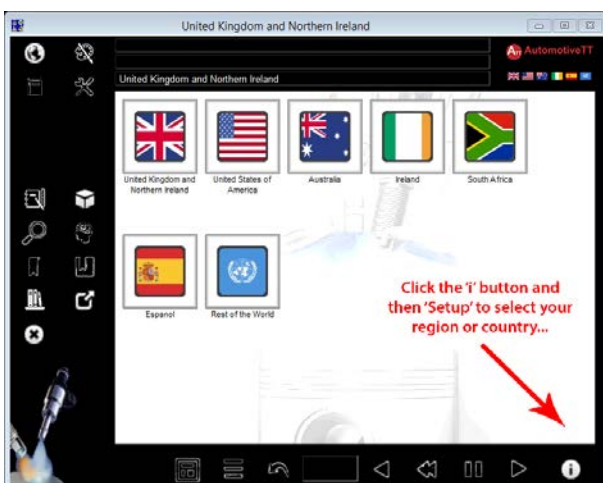 United Kingdom and Northern Ireland
AutomotiveTT
United Kingdom and Northern Ireland
United Kingdom and
Northern Ireland
United States of
America
Australia
Ireland
South Africa
Espanol
Rest of the World
Click the 'i' button and
then 'Setup' to select your
region or country...